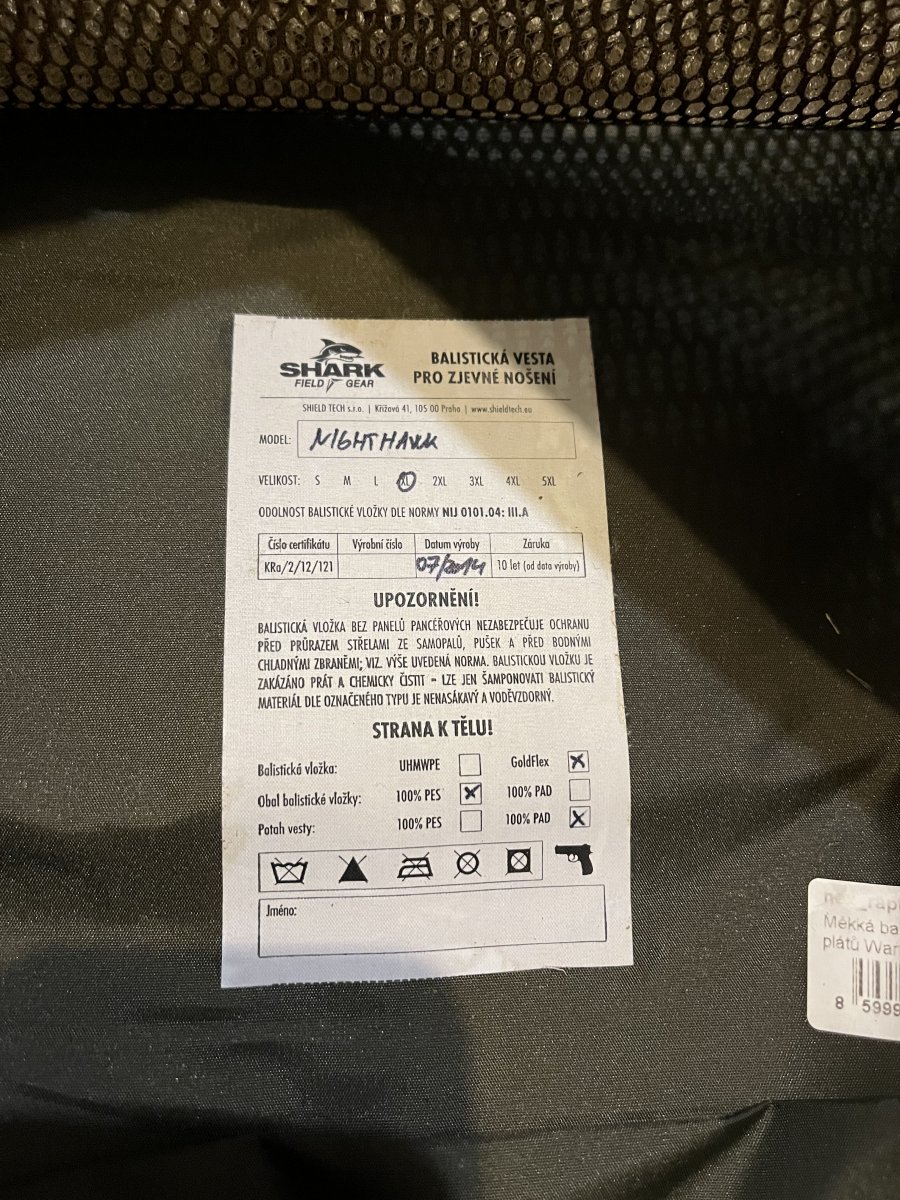 SHARK
FIELD GEAR
BALISTICKÁ VESTA
PRO ZJEVNÉ NOŠENÍ
SHIELD TECH s.r.o. | Křížová 41, 105 00 Praha | www.shieldtech.eu
MODEL: NIGHTHAWK
VELIKOST: S M L XL 2XL 3XL 4XL 5XL
ODOLNOST BALISTICKÉ VLOŽKY DLE NORMY NIJ 0101.04: III.A
Číslo certifikátu Výrobní číslo Datum výroby Záruka
KRa/2/12/121 07/2014 10 let (od data výroby)
UPOZORNĚNÍ!
BALISTICKÁ VLOŽKA BEZ PANELŮ PANCÉŘOVÝCH NEZABEZPEČUJE OCHRANU
PŘED PRŮRAZEM STŘELAMI ZE SAMOPALŮ, PUŠEK A PŘED BODNÝMI
CHLADNÝMI ZBRANĚMI; VIZ. VÝŠE UVEDENÁ NORMA. BALISTICKOU VLOŽKU JE
ZAKÁZÁNO PRÁT A CHEMICKY ČISTIT - LZE JEN ŠAMPONOVATI BALISTICKÝ
MATERIÁL DLE OZNAČENÉHO TYPU JE NENASÁKAVÝ A VODĚVZDORNÝ.
STRANA K TĚLU!
Balistická vložka: UHMWPE GoldFlex X
Obal balistické vložky: 100% PES X 100% PAD
Potah vesty: 100% PES 100% PAD X
Jméno:
Měkká ba
plátů War
8 5999